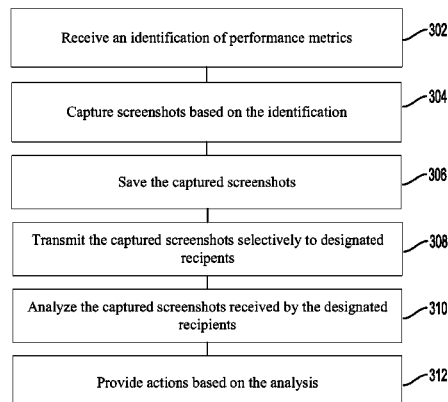 Receive an identification of performance metrics
302
Capture screenshots based on the identification
304
Save the captured screenshots
306
Transmit the captured screenshots selectively to designated
recipents
308
Analyze the captured screenshots received by the designated
recipients
310
Provide actions based on the analysis
312